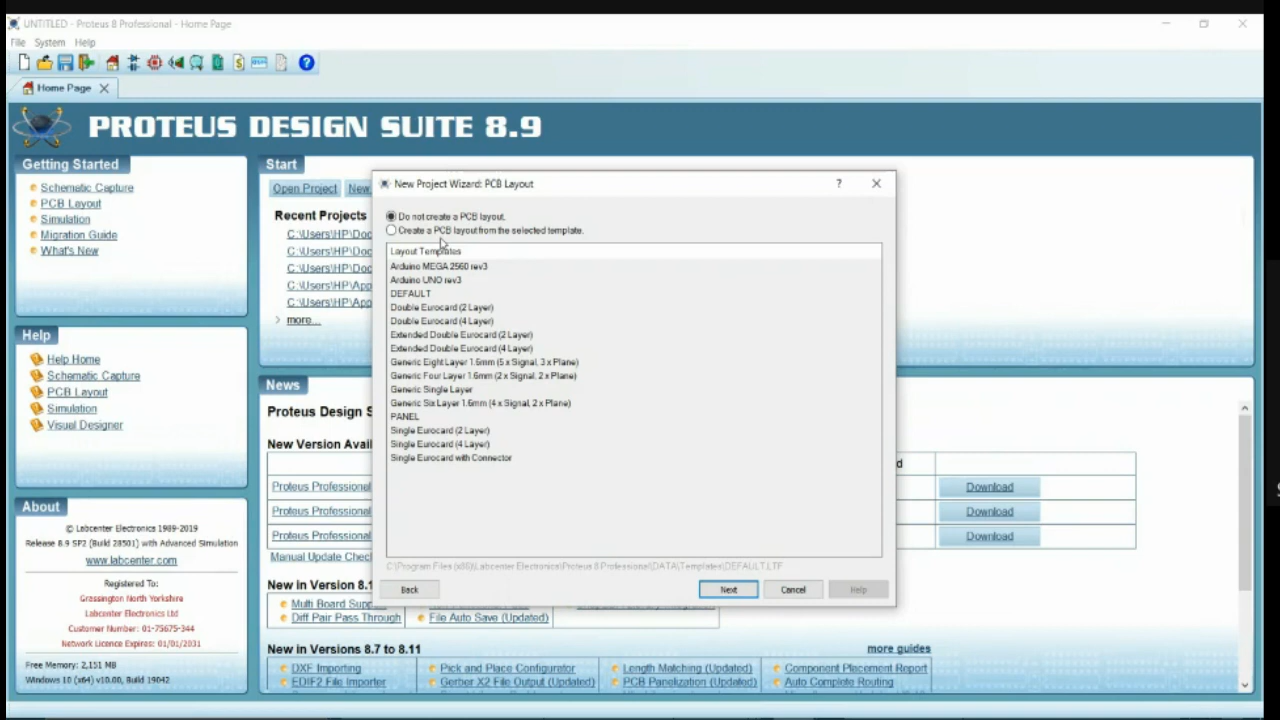 UNTITLED - Proteus 8 Professional - Home Page
File System Help
Home Page
PROTEUS DESIGN SUITE 8.9
Getting Started
Schematic Capture
PCB Layout
Simulation
Migration Guide
What's New
Help
Help Home
Schematic Capture
PCB Layout
Simulation
Visual Designer
About
© Labcenter Electronics 1989-2019
Release 8.9 SP2 (Build 28501) with Advanced Simulation
www.labcenter.com
Registered To:
Grassington North Yorkshire
Labcenter Electronics Ltd
Customer Number: 01-75675-344
Network Licence Expires: 01/01/2031
Free Memory: 2,151 MB
Windows 10 (x64) v10.00, Build 19042
Start
Open Project New
Recent Projects
C:\Users\HP\Doc
C:\Users\HP\Doc
C:\Users\HP\Doc
C:\Users\HP\App
C:\Users\HP\App
more...
New Project Wizard: PCB Layout
Do not create a PCB layout.
Create a PCB layout from the selected template.
Layout Templates
Arduino MEGA 2560 rev3
Arduino UNO rev3
DEFAULT
Double Eurocard (2 Layer)
Double Eurocard (4 Layer)
Extended Double Eurocard (2 Layer)
Extended Double Eurocard (4 Layer)
Generic Eight Layer 1.6mm (5 x Signal, 3 x Plane)
Generic Four Layer 1.6mm (2 x Signal, 2 x Plane)
Generic Single Layer
Generic Six Layer 1.6mm (4 x Signal, 2 x Plane)
PANEL
Single Eurocard (2 Layer)
Single Eurocard (4 Layer)
Single Eurocard with Connector
C:\Program Files (x86)\Labcenter Electronics\Proteus 8 Professional\DATA\Templates\DEFAULT.LTF
Back Next Cancel Help
News
Proteus Design S
New Version Avai
d
Proteus Professional Download
Proteus Professional Download
Proteus Professional Download
Manual Update Chec
New in Version 8.1
Multi Board Supp
Diff Pair Pass Through File Auto Save (Updated)
New in Versions 8.7 to 8.11 more guides
DXF Importing Pick and Place Configurator Length Matching (Updated) Component Placement Report
EDIF2 File Importer Gerber X2 File Output (Updated) PCB Panelization (Updated) Auto Complete Routing